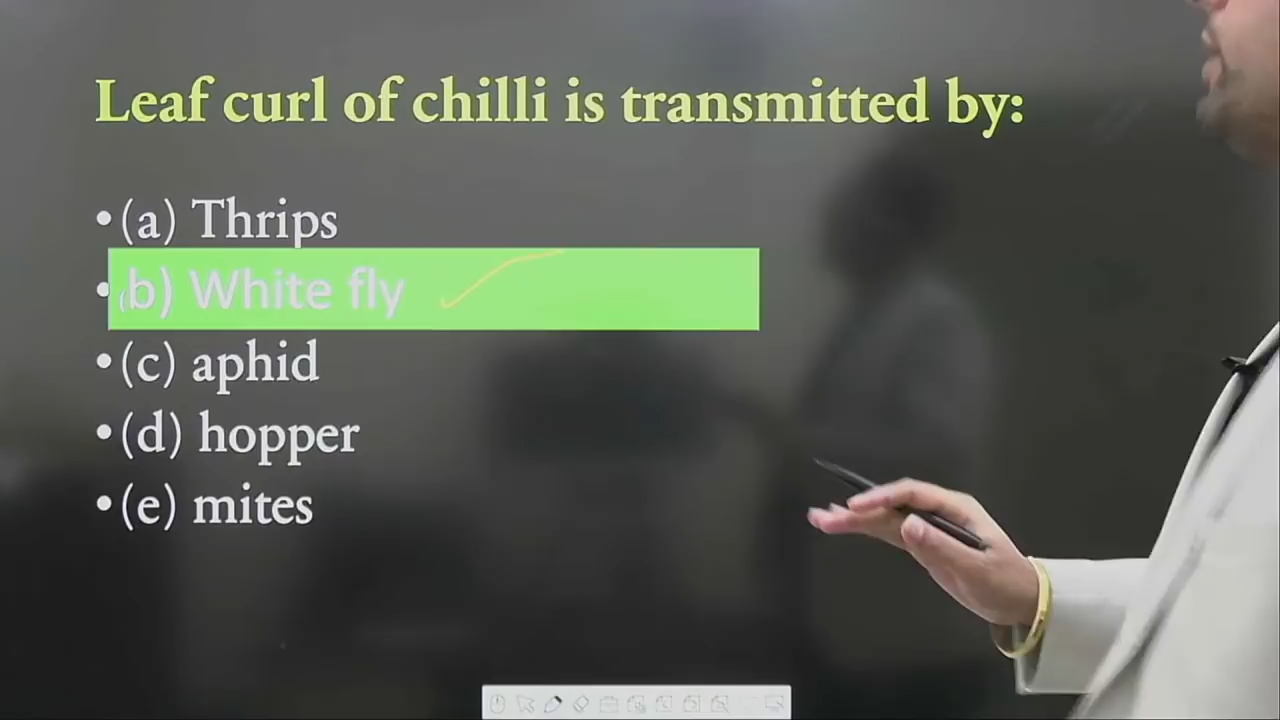 Leaf curl of chilli is transmitted by:
•(a) Thrips
•(b) White fly
•(c) aphid
•(d) hopper
•(e) mites